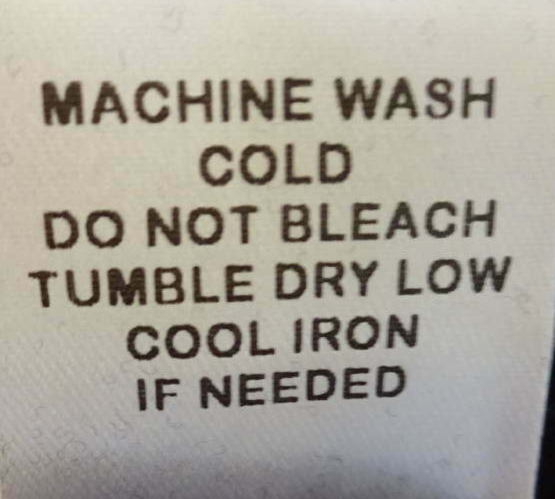 MACHINE WASH
COLD
DO NOT BLEACH
TUMBLE DRY LOW
COOL IRON
IF NEEDED